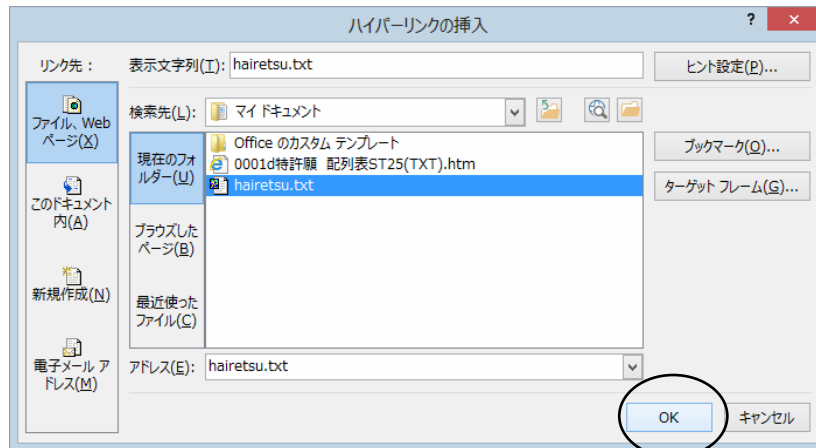 ハイパーリンクの挿入
? ×
リンク先：
表示文字列(T): hairetsu.txt
ヒント設定(P)...
ファイル、Web
ページ(X)
検索先(L): マイ ドキュメント
現在のフォ
ルダー(U)
Office のカスタム テンプレート
0001d特許願 配列表ST25(TXT).htm
hairetsu.txt
ブックマーク(O)...
ターゲット フレーム(G)...
このドキュメント
内(A)
ブラウズした
ページ(B)
新規作成(N)
最近使った
ファイル(C)
電子メール ア
ドレス(M)
アドレス(E): hairetsu.txt
OK
キャンセル